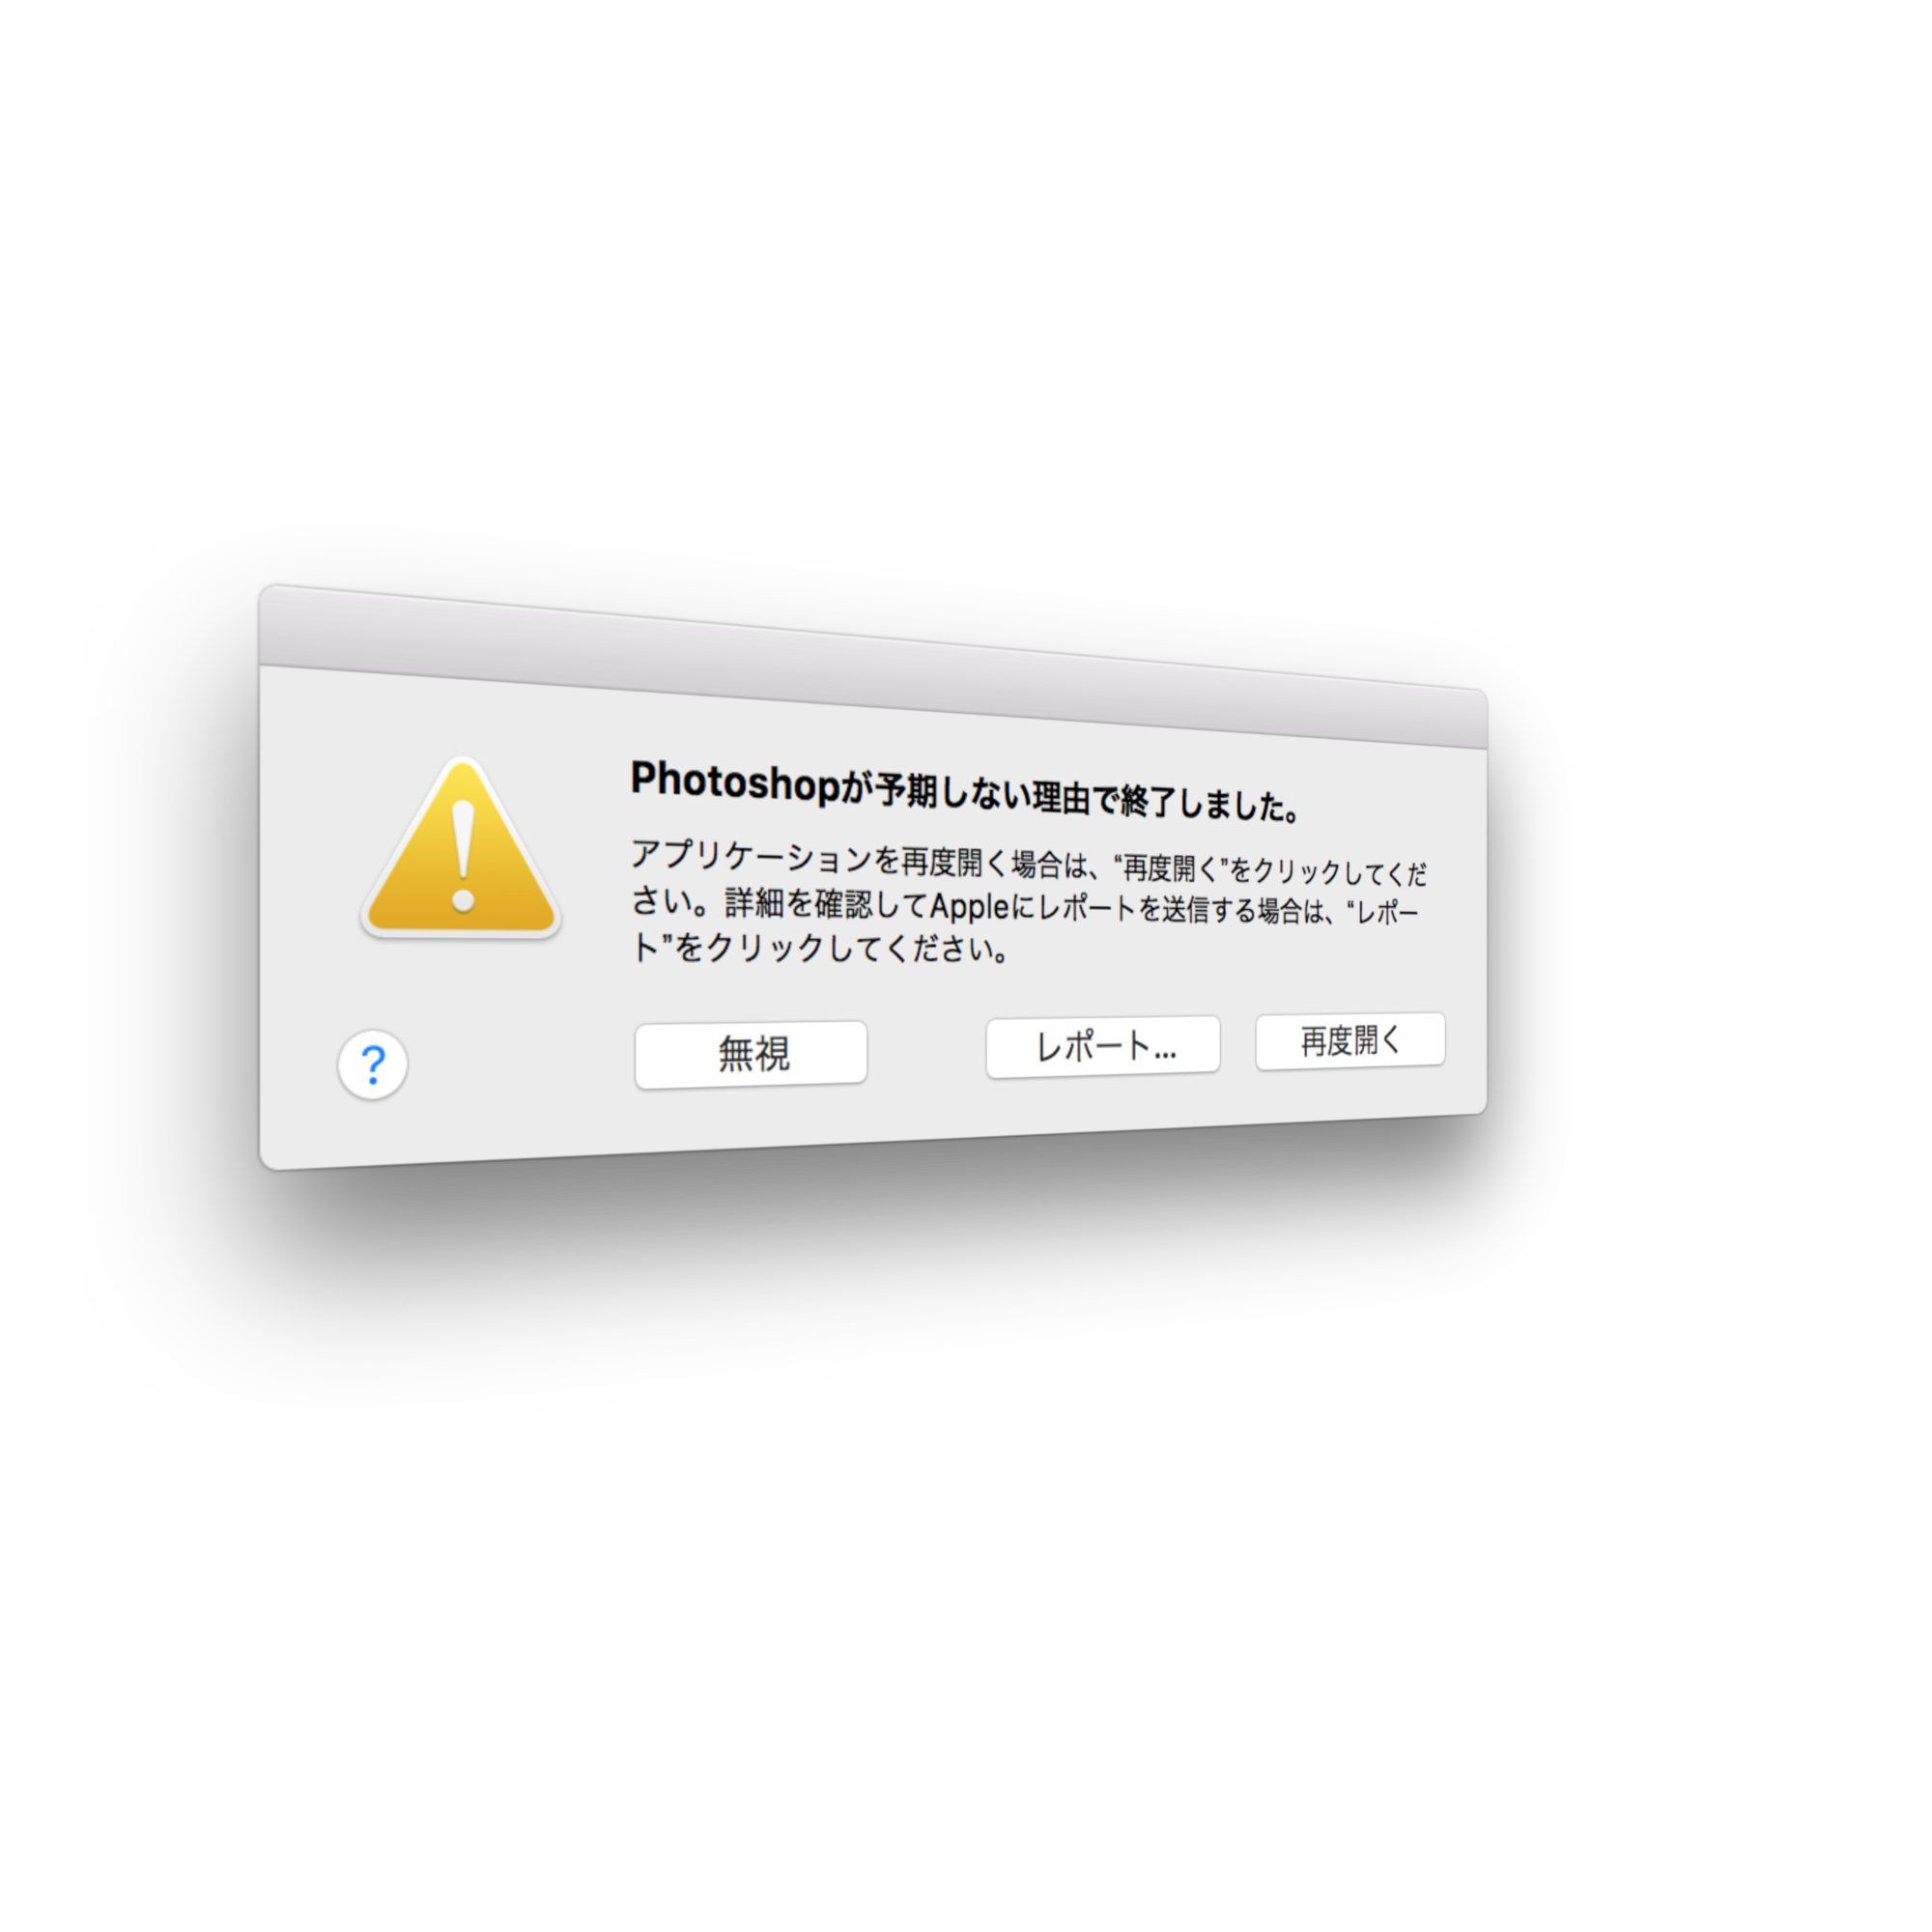 Photoshopが予期しない理由で終了しました。
アプリケーションを再度開く場合は、“再度開く”をクリックしてくだ
さい。詳細を確認してAppleにレポートを送信する場合は、“レポー
ト”をクリックしてください。
?
無視
レポート...
再度開く